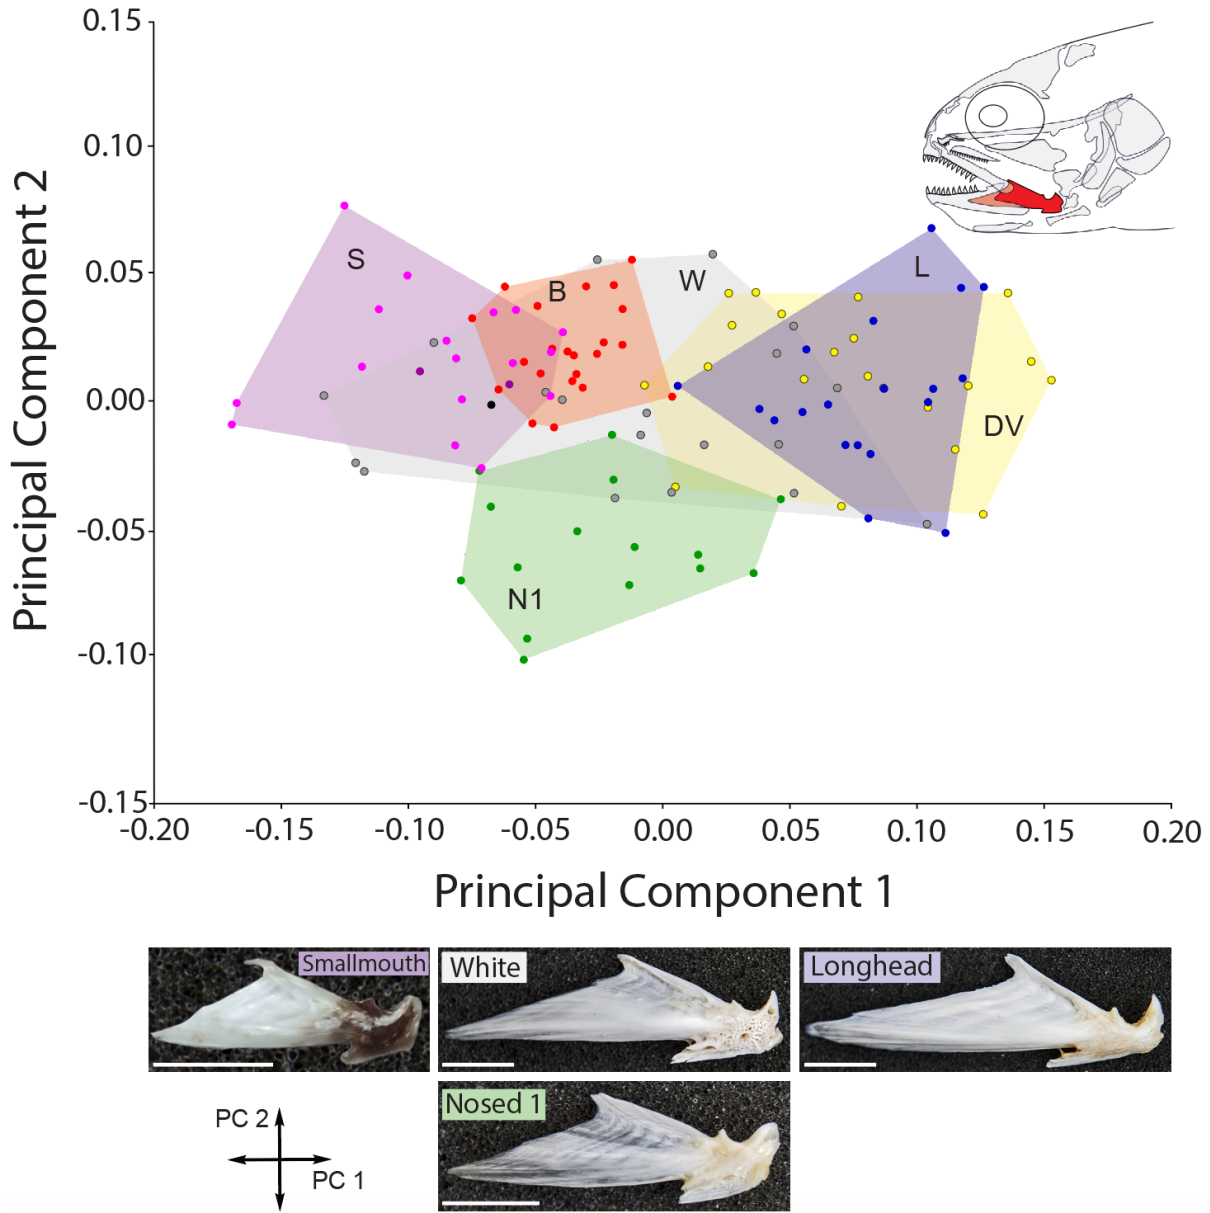 Principal Component 2
0.15
0.10
0.05
0.00
-0.05
-0.10
-0.15
S
B
W
L
DV
N1
-0.20 -0.15 -0.10 -0.05 0.00 0.05 0.10 0.15 0.20
Principal Component 1
Smallmouth
White
Longhead
Nosed 1
PC 2
PC 1